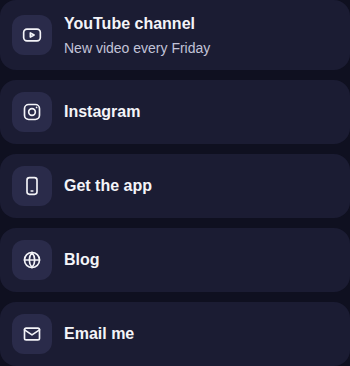 YouTube channel
New video every Friday
Instagram
Get the app
Blog
Email me